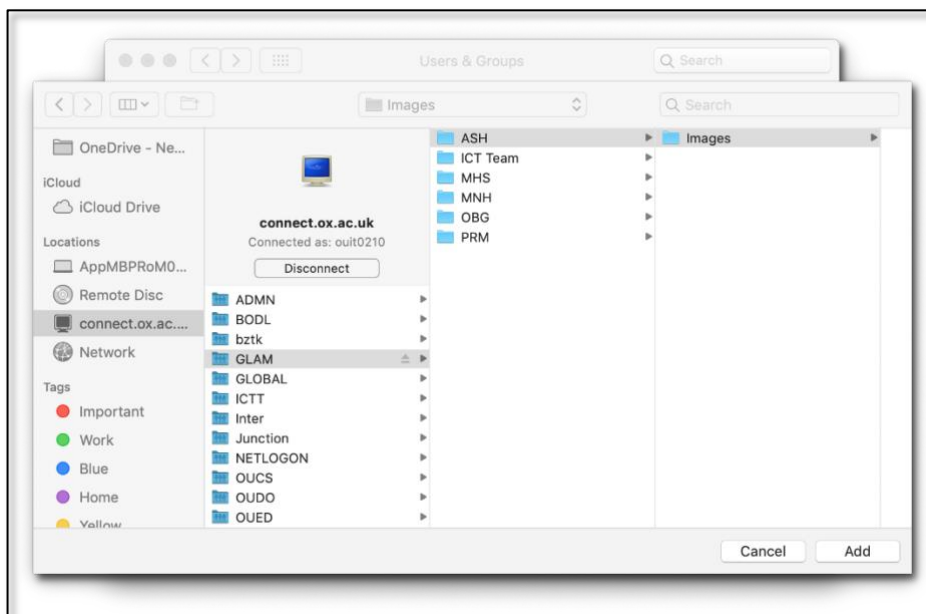 Users & Groups
Search
Images
Search
OneDrive - Ne...
iCloud
iCloud Drive
Locations
AppMBPRoM0...
Remote Disc
connect.ox.ac....
Network
Tags
Important
Work
Blue
Home
Yellow
connect.ox.ac.uk
Connected as: ouit0210
Disconnect
ADMN
BODL
bztk
GLAM
GLOBAL
ICTT
Inter
Junction
NETLOGON
OUCS
OUDO
OUED
ASH
ICT Team
MHS
MNH
OBG
PRM
Images
Cancel
Add